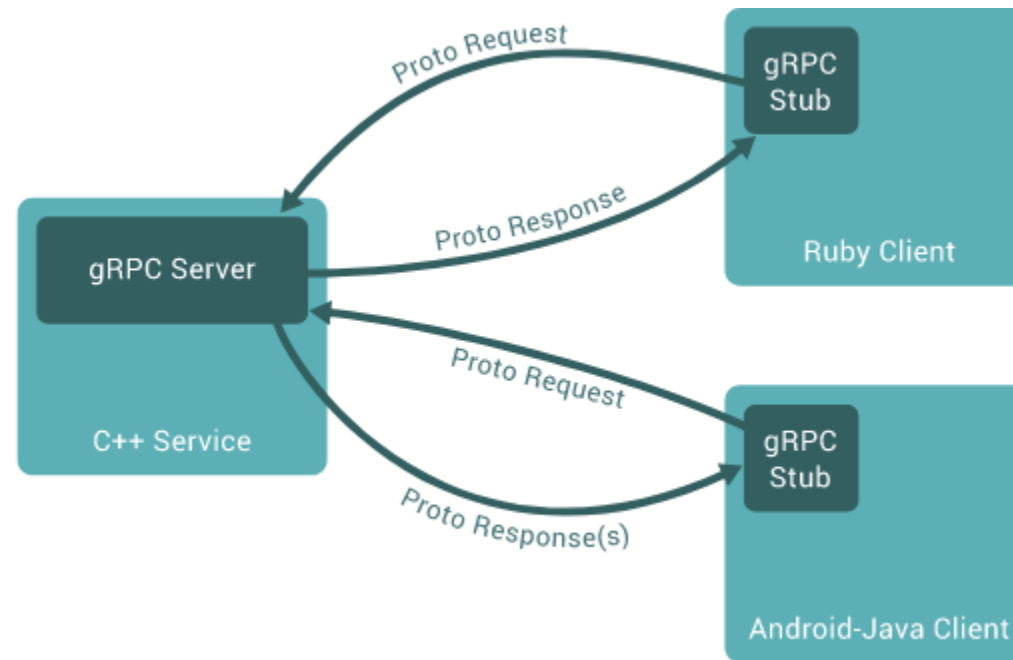 Proto Request
gRPC
Stub
Proto Response
Ruby Client
gRPC Server
C++ Service
Proto Request
gRPC
Stub
Proto Response(s)
Android-Java Client